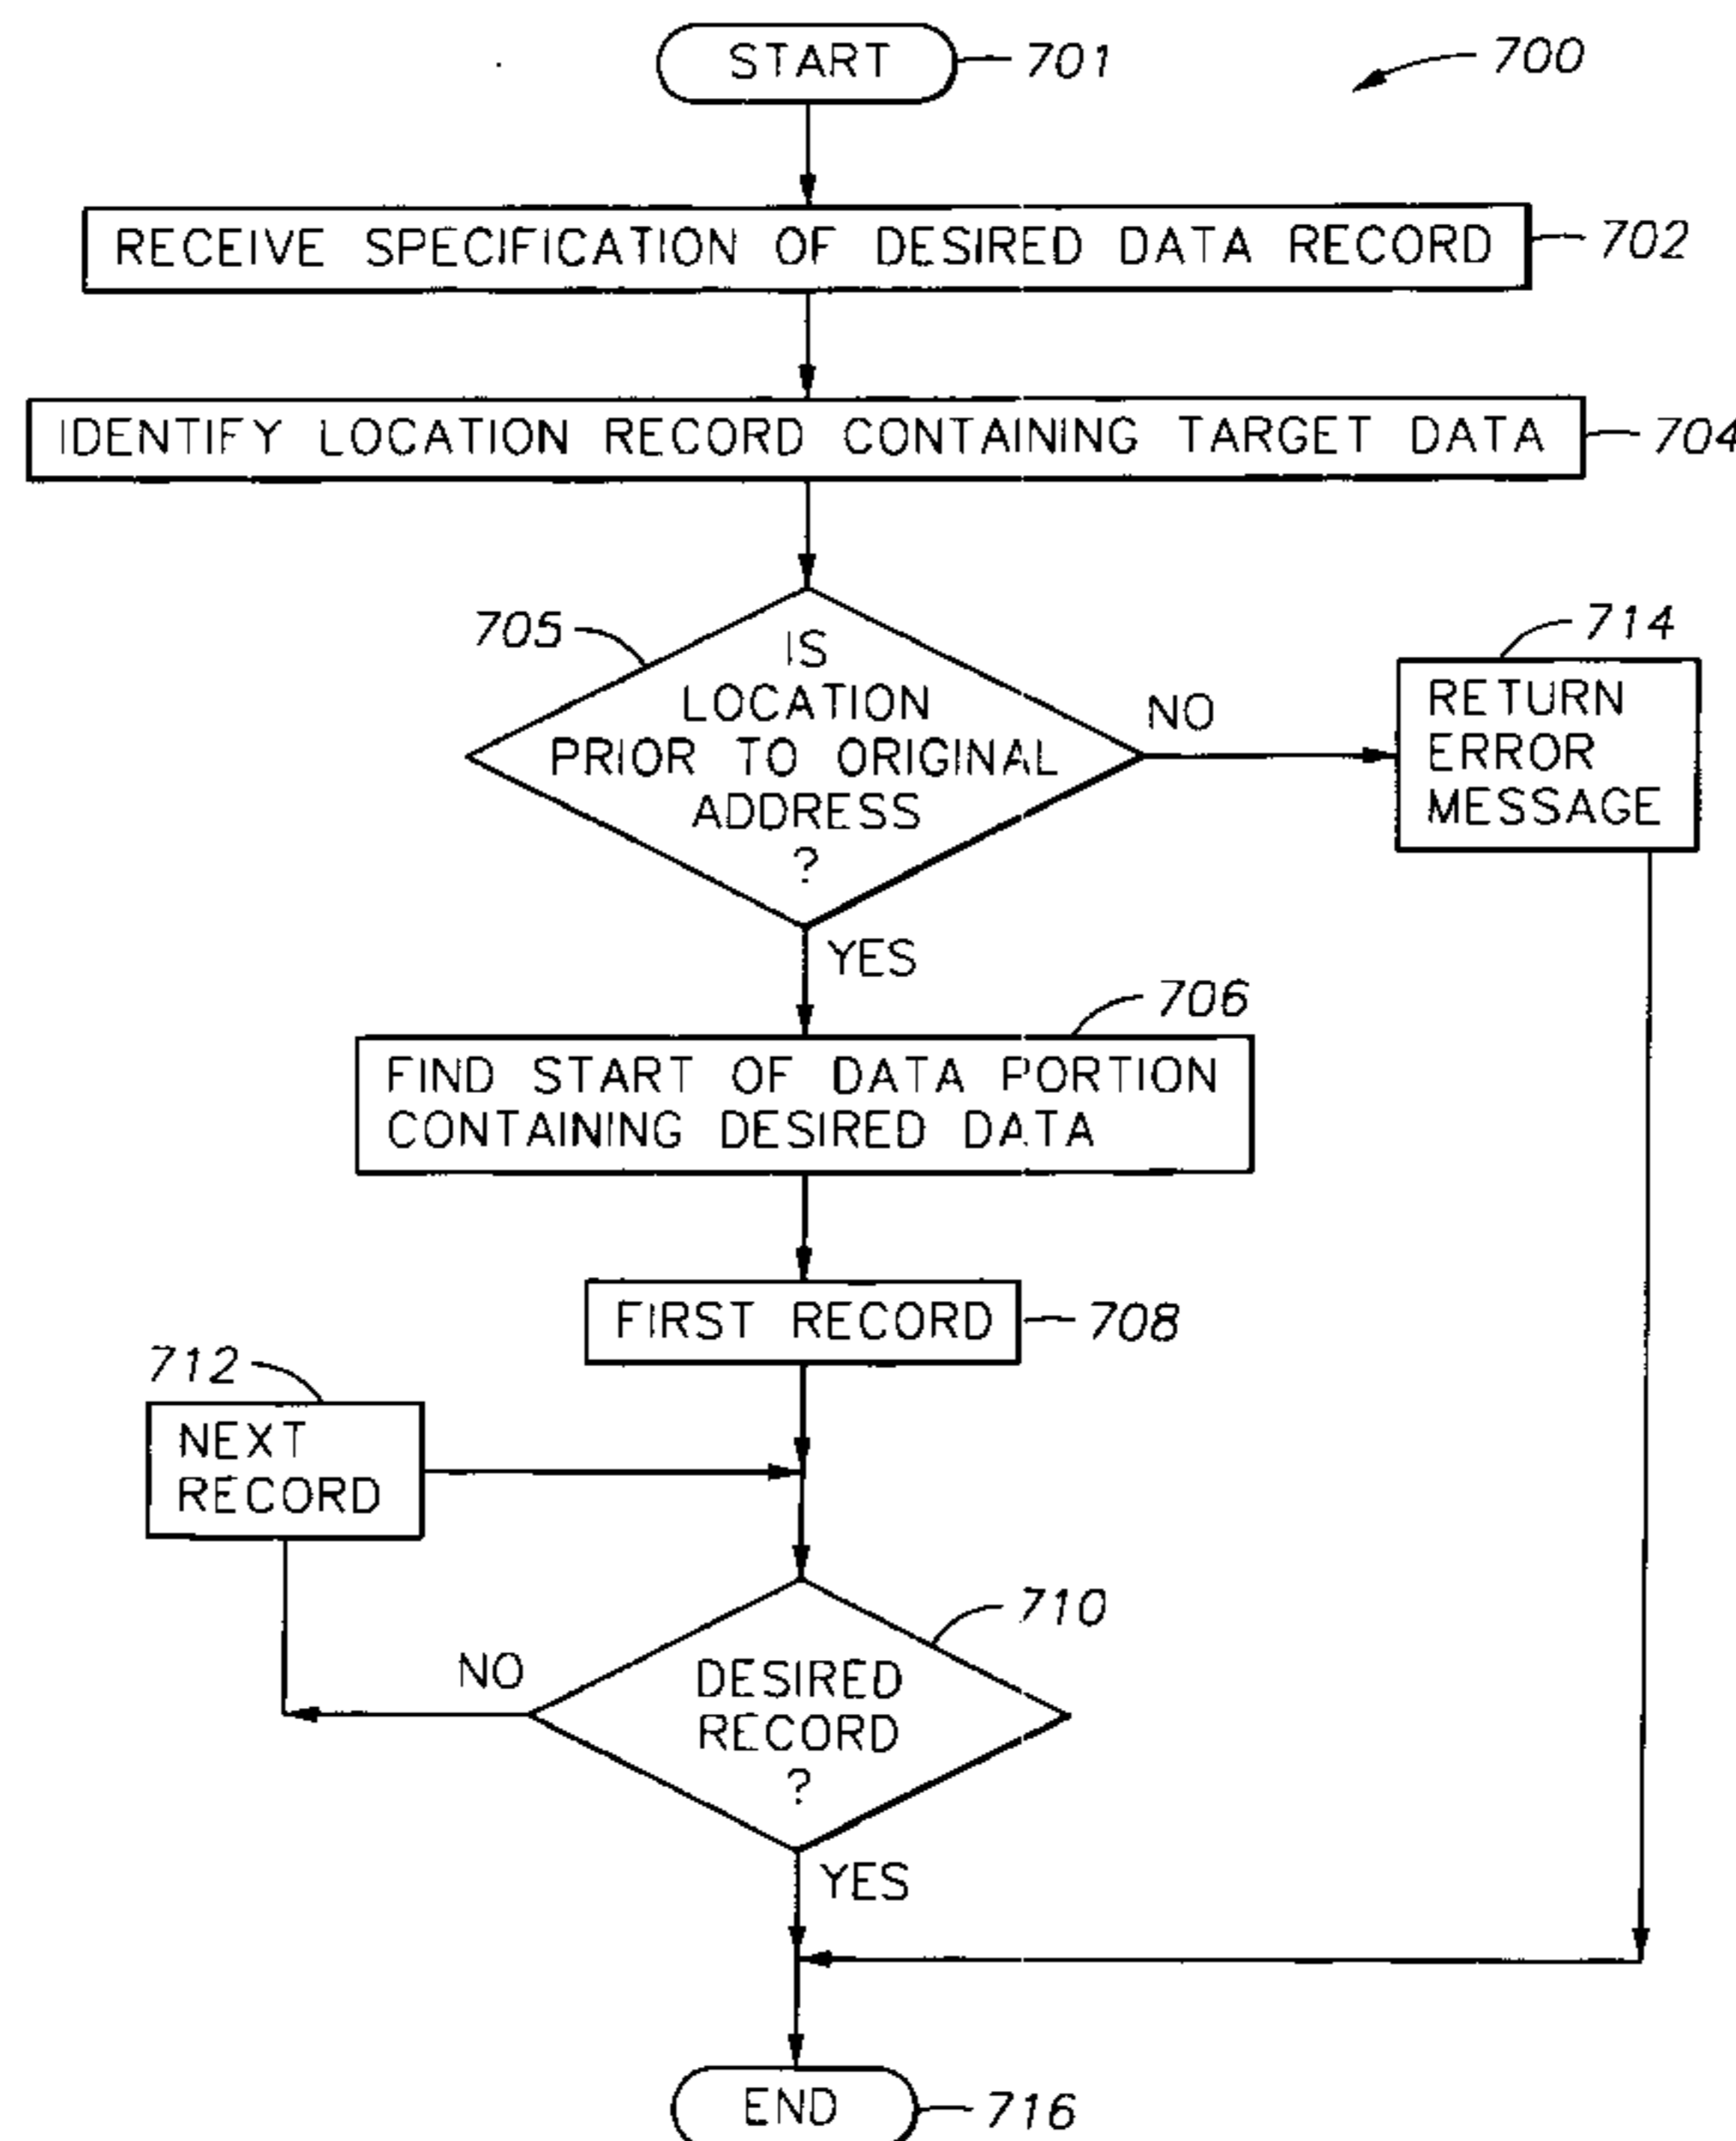 START
701
700
RECEIVE SPECIFICATION OF DESIRED DATA RECORD
702
IDENTIFY LOCATION RECORD CONTAINING TARGET DATA
704
705
IS
LOCATION
PRIOR TO ORIGINAL
ADDRESS
?
NO
714
RETURN
ERROR
MESSAGE
YES
706
FIND START OF DATA PORTION
CONTAINING DESIRED DATA
FIRST RECORD
708
712
NEXT
RECORD
710
NO
DESIRED
RECORD
?
YES
END
716